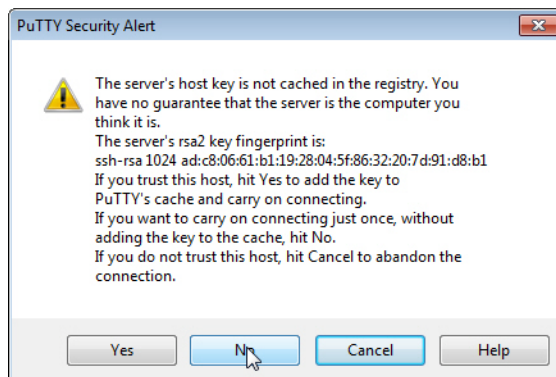 PuTTY Security Alert
The server's host key is not cached in the registry. You
have no guarantee that the server is the computer you
think it is.
The server's rsa2 key fingerprint is:
ssh-rsa 1024 ad:c8:06:61:b1:19:28:04:5f:86:32:20:7d:91:d8:b1
If you trust this host, hit Yes to add the key to
PuTTY's cache and carry on connecting.
If you want to carry on connecting just once, without
adding the key to the cache, hit No.
If you do not trust this host, hit Cancel to abandon the
connection.
Yes No Cancel Help